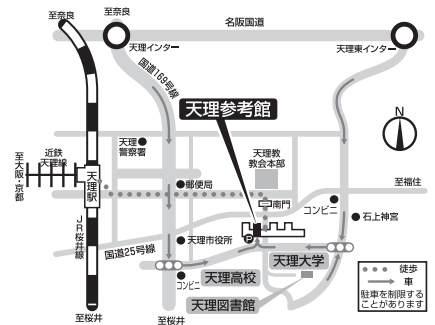 至奈良
至奈良
名阪国道
天理インター
天理東インター
国道169号線
天理参考館
N
天理
警察署
天理教
教会本部
近鉄
天理線
至大阪・京都
天理駅
郵便局
至福住
南門
コンビニ
石上神宮
JR桜井線
天理市役所
P
国道25号線
天理大学
天理高校
コンビニ
天理図書館
徒歩
車
駐車を制限する
ことがあります
至桜井
至桜井